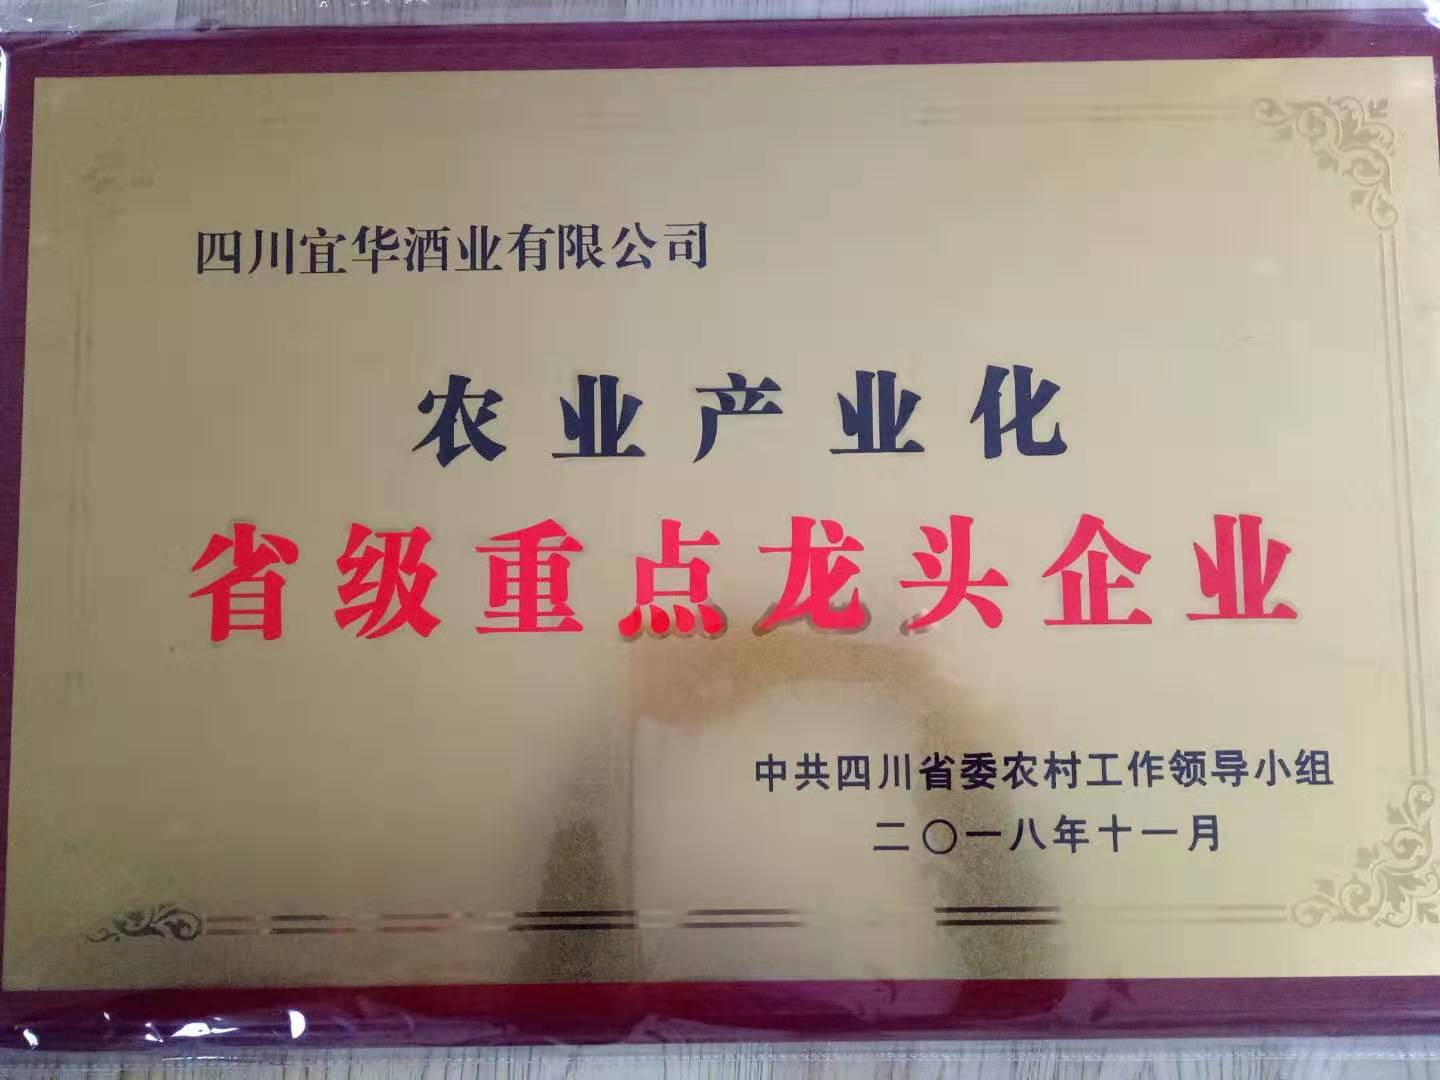 四川宜华酒业有限公司
农业产业化
省级重点龙头企业
中共四川省委农村工作领导小组
二〇一八年十一月